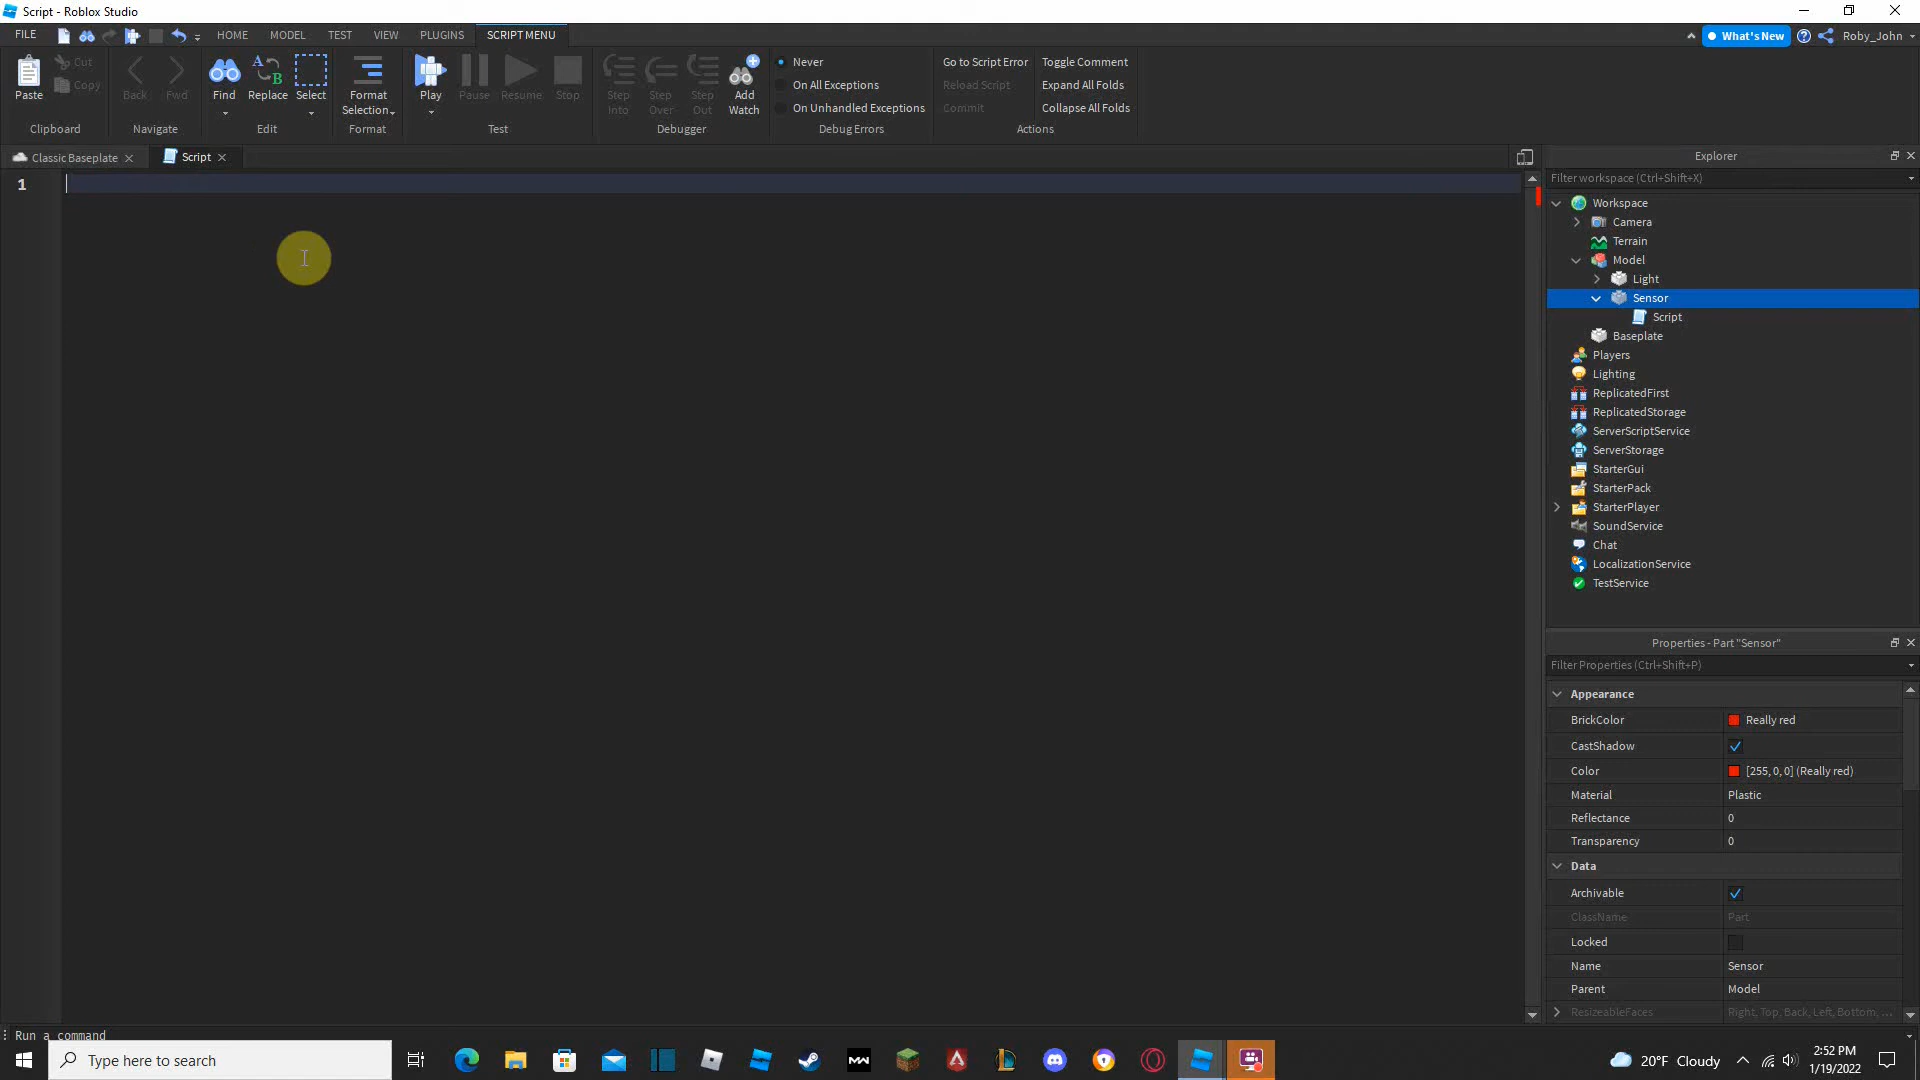 Script - Roblox Studio
FILE
HOME
MODEL
TEST
VIEW
PLUGINS
SCRIPT MENU
What's New
Roby_John
Paste
Cut
Copy
Clipboard
Back
Fwd
Navigate
Find
Replace
Select
Edit
Format
Selection
Format
Play
Pause
Resume
Stop
Test
Step
Into
Step
Over
Step
Out
Add
Watch
Debugger
Never
On All Exceptions
On Unhandled Exceptions
Debug Errors
Go to Script Error
Reload Script
Commit
Toggle Comment
Expand All Folds
Collapse All Folds
Actions
Classic Baseplate
Script
1
Explorer
Filter workspace (Ctrl+Shift+X)
Workspace
Camera
Terrain
Model
Light
Sensor
Script
Baseplate
Players
Lighting
ReplicatedFirst
ReplicatedStorage
ServerScriptService
ServerStorage
StarterGui
StarterPack
StarterPlayer
SoundService
Chat
LocalizationService
TestService
Properties - Part "Sensor"
Filter Properties (Ctrl+Shift+P)
Appearance
BrickColor Really red
CastShadow
Color [255, 0, 0] (Really red)
Material Plastic
Reflectance 0
Transparency 0
Data
Archivable
ClassName Part
Locked
Name Sensor
Parent Model
ResizeableFaces Right, Top, Back, Left, Bottom, ...
Run a command
Type here to search
20°F Cloudy
2:52 PM
1/19/2022